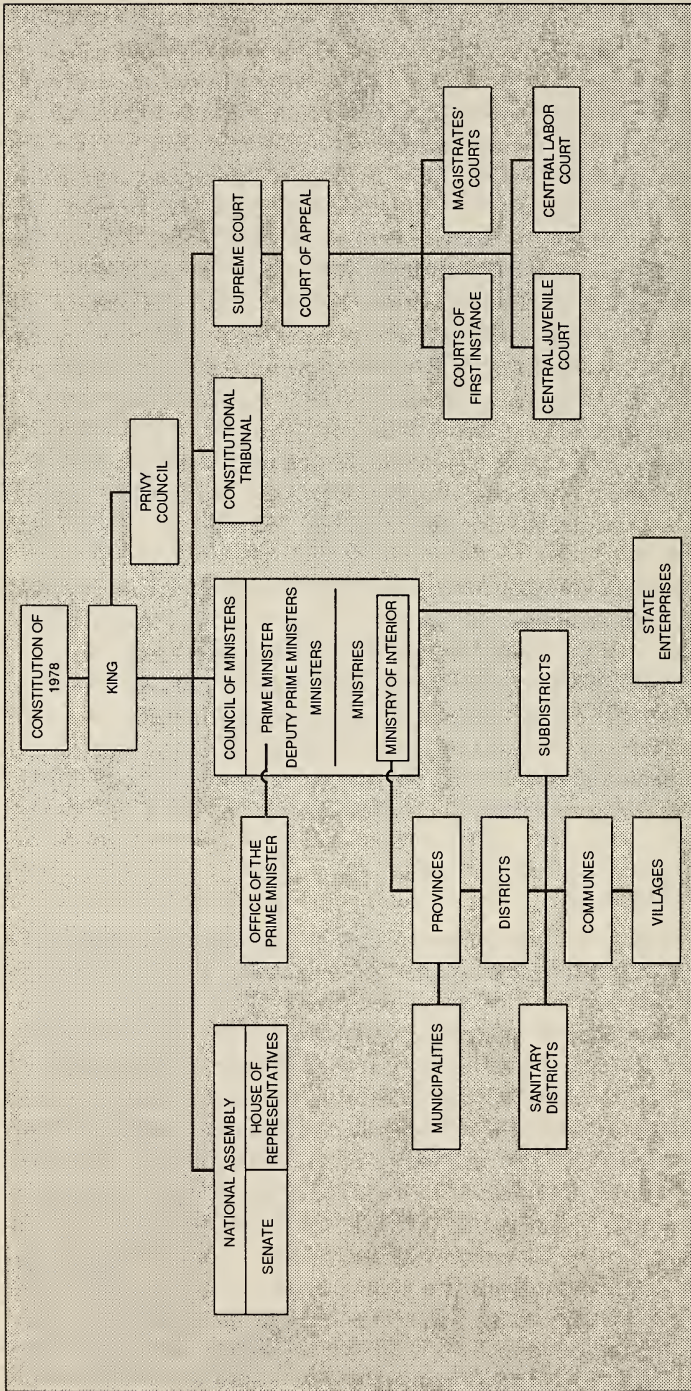 CONSTITUTION OF
1978
KING
PRIVY
COUNCIL
NATIONAL ASSEMBLY
SENATE
HOUSE OF
REPRESENTATIVES
OFFICE OF THE
PRIME MINISTER
COUNCIL OF MINISTERS
PRIME MINISTER
DEPUTY PRIME MINISTERS
MINISTERS
MINISTRIES
MINISTRY OF INTERIOR
CONSTITUTIONAL
TRIBUNAL
SUPREME COURT
COURT OF APPEAL
MUNICIPALITIES
PROVINCES
DISTRICTS
SANITARY
DISTRICTS
SUBDISTRICTS
COMMUNES
VILLAGES
STATE
ENTERPRISES
COURTS OF
FIRST INSTANCE
MAGISTRATES'
COURTS
CENTRAL JUVENILE
COURT
CENTRAL LABOR
COURT